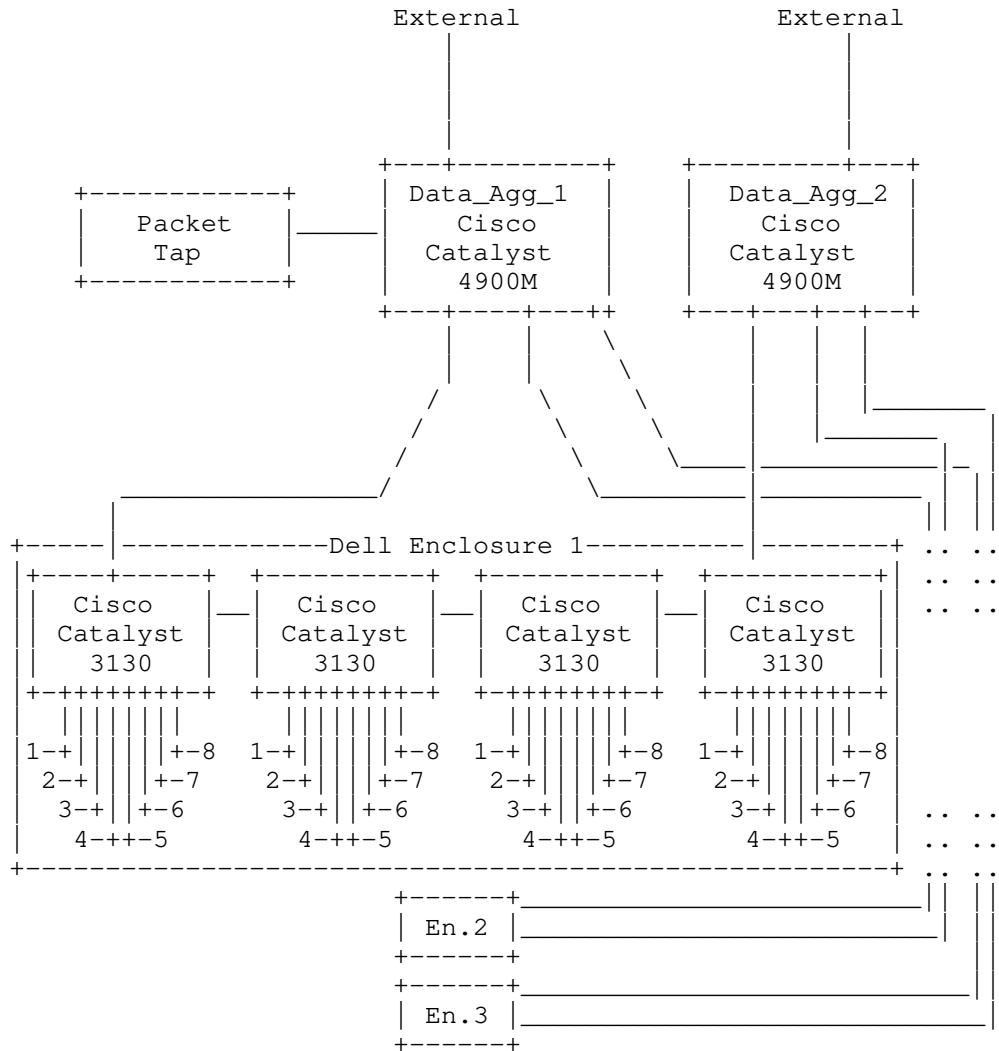 External External
Data_Agg_1 Data_Agg_2
Packet Cisco Cisco
Tap Catalyst Catalyst
4900M 4900M
Dell Enclosure 1
Cisco Cisco Cisco Cisco
Catalyst Catalyst Catalyst Catalyst
3130 3130 3130 3130
1 8 1 8 1 8 1 8
2 7 2 7 2 7 2 7
3 6 3 6 3 6 3 6
4 5 4 5 4 5 4 5
En.2
En.3